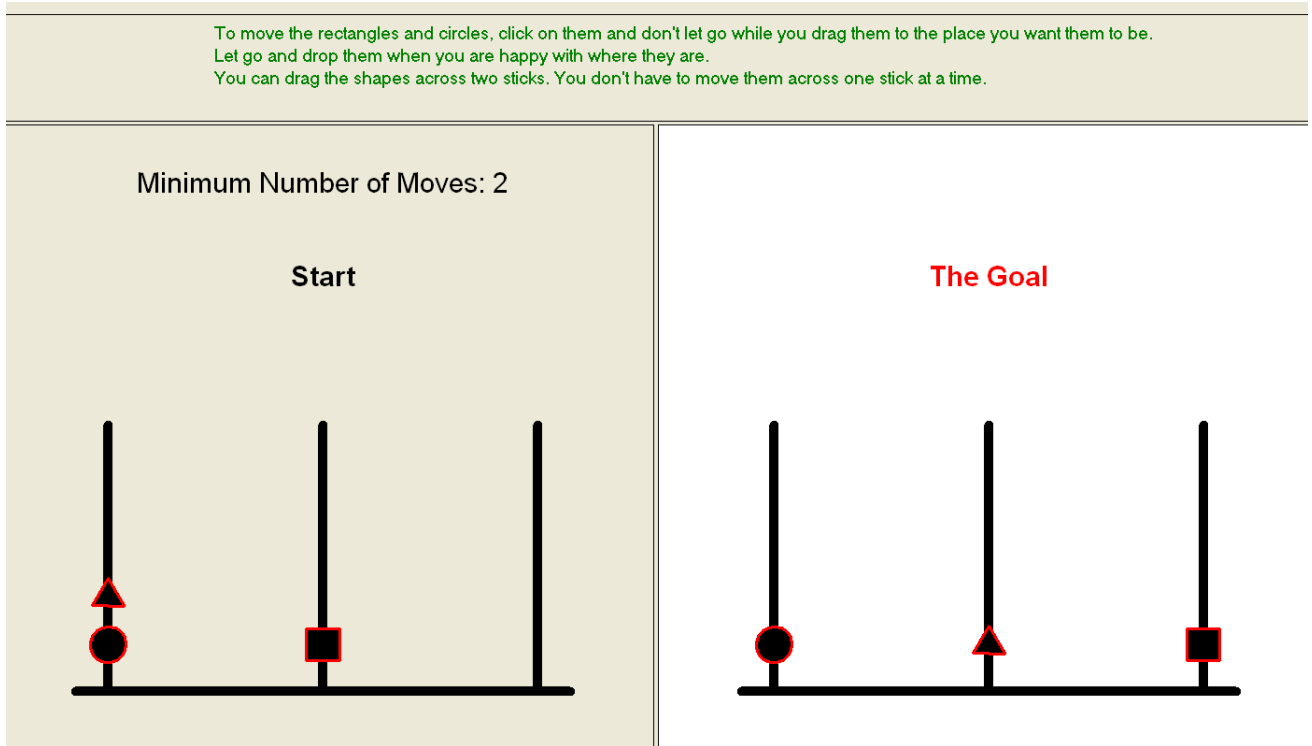 To move the rectangles and circles, click on them and don't let go while you drag them to the place you want them to be.
Let go and drop them when you are happy with where they are.
You can drag the shapes across two sticks. You don't have to move them across one stick at a time.
Minimum Number of Moves: 2
Start
The Goal